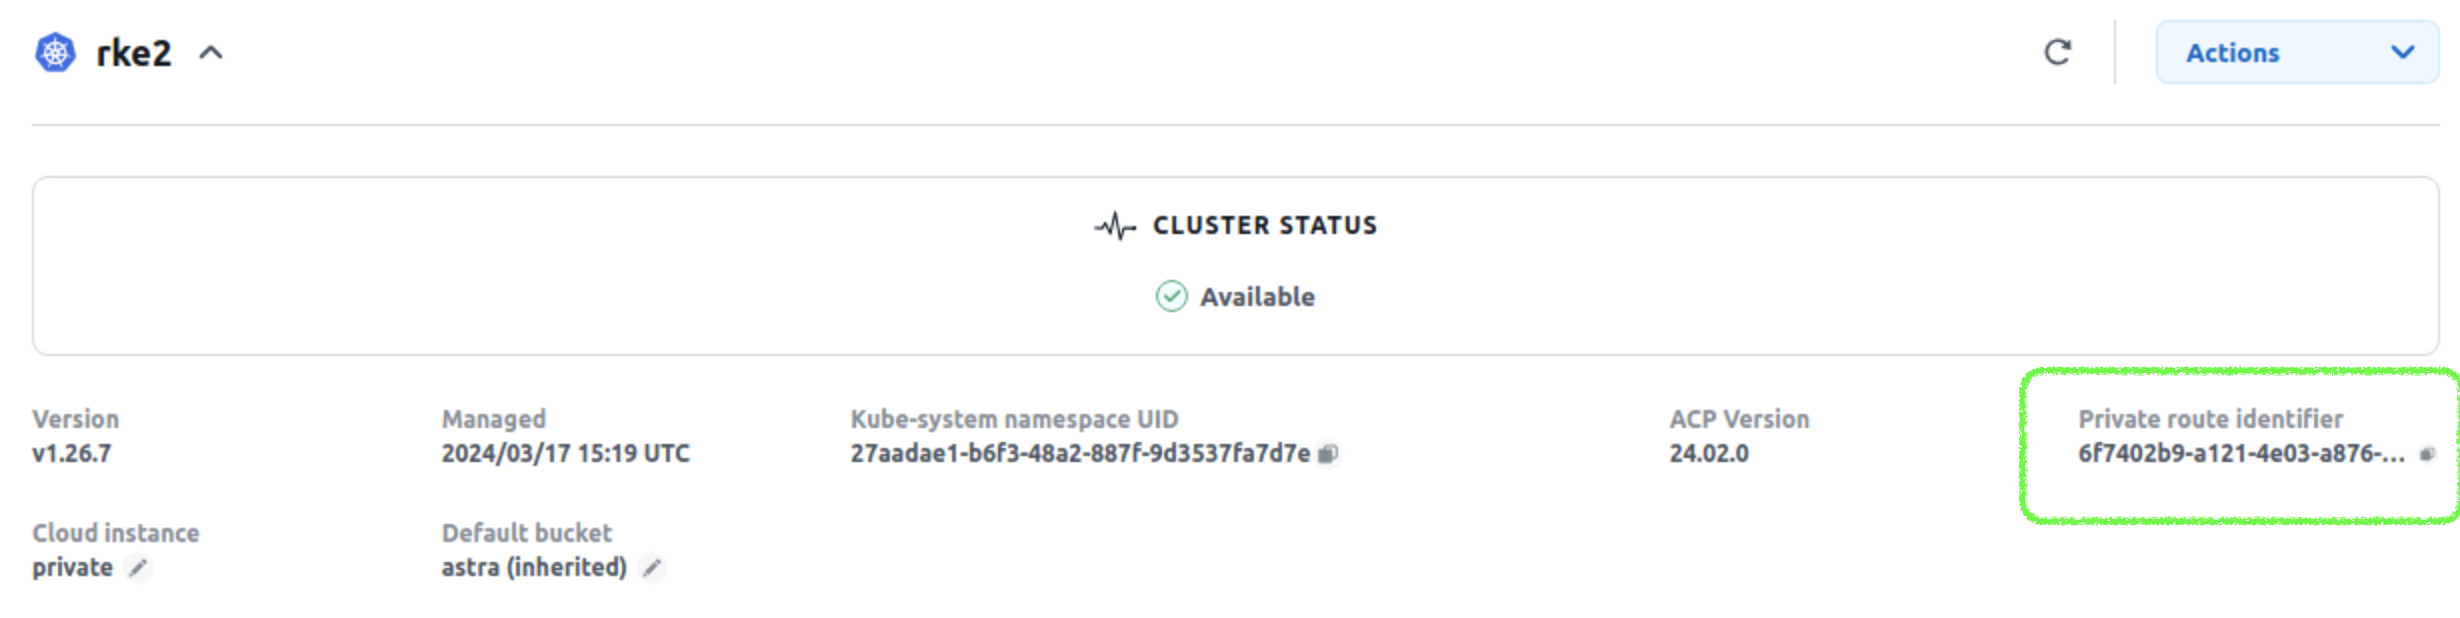 rke2
Actions
CLUSTER STATUS
Available
Version
v1.26.7
Managed
2024/03/17 15:19 UTC
Kube-system namespace UID
27aadae1-b6f3-48a2-887f-9d3537fa7d7e
ACP Version
24.02.0
Private route identifier
6f7402b9-a121-4e03-a876-...
Cloud instance
private
Default bucket
astra (inherited)